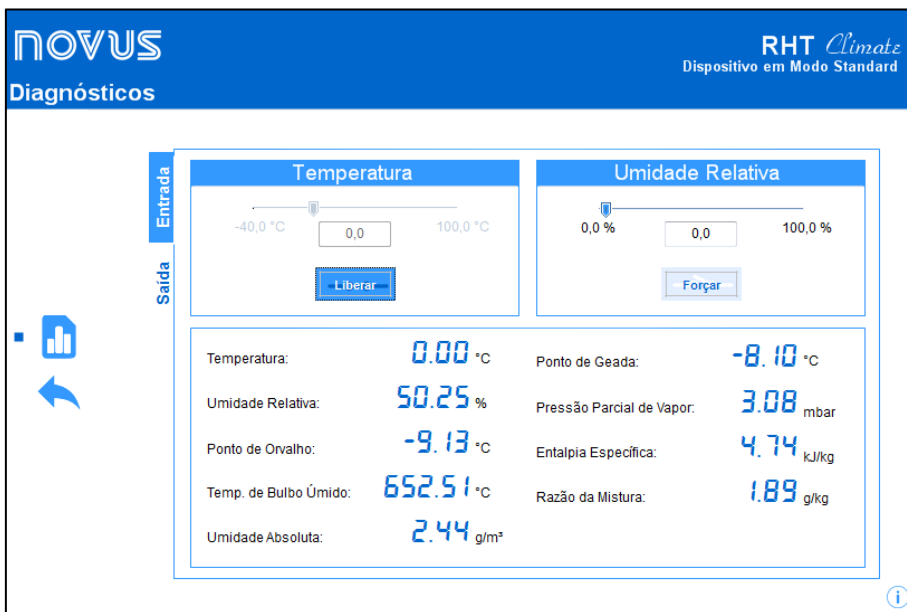 novus
RHT Climate
Dispositivo em Modo Standard
Diagnósticos
Entrada
Saída
Temperatura
-40,0 °C
0,0
100,0 °C
Liberar
Umidade Relativa
0,0 %
0,0
100,0 %
Forçar
Temperatura: 0.00 °C
Umidade Relativa: 50.25 %
Ponto de Orvalho: -9.13 °C
Temp. de Bulbo Úmido: 652.51 °C
Umidade Absoluta: 2.44 g/m³
Ponto de Geada: -8.10 °C
Pressão Parcial de Vapor: 3.08 mbar
Entalpia Específica: 4.74 kJ/kg
Razão da Mistura: 1.89 g/kg
i